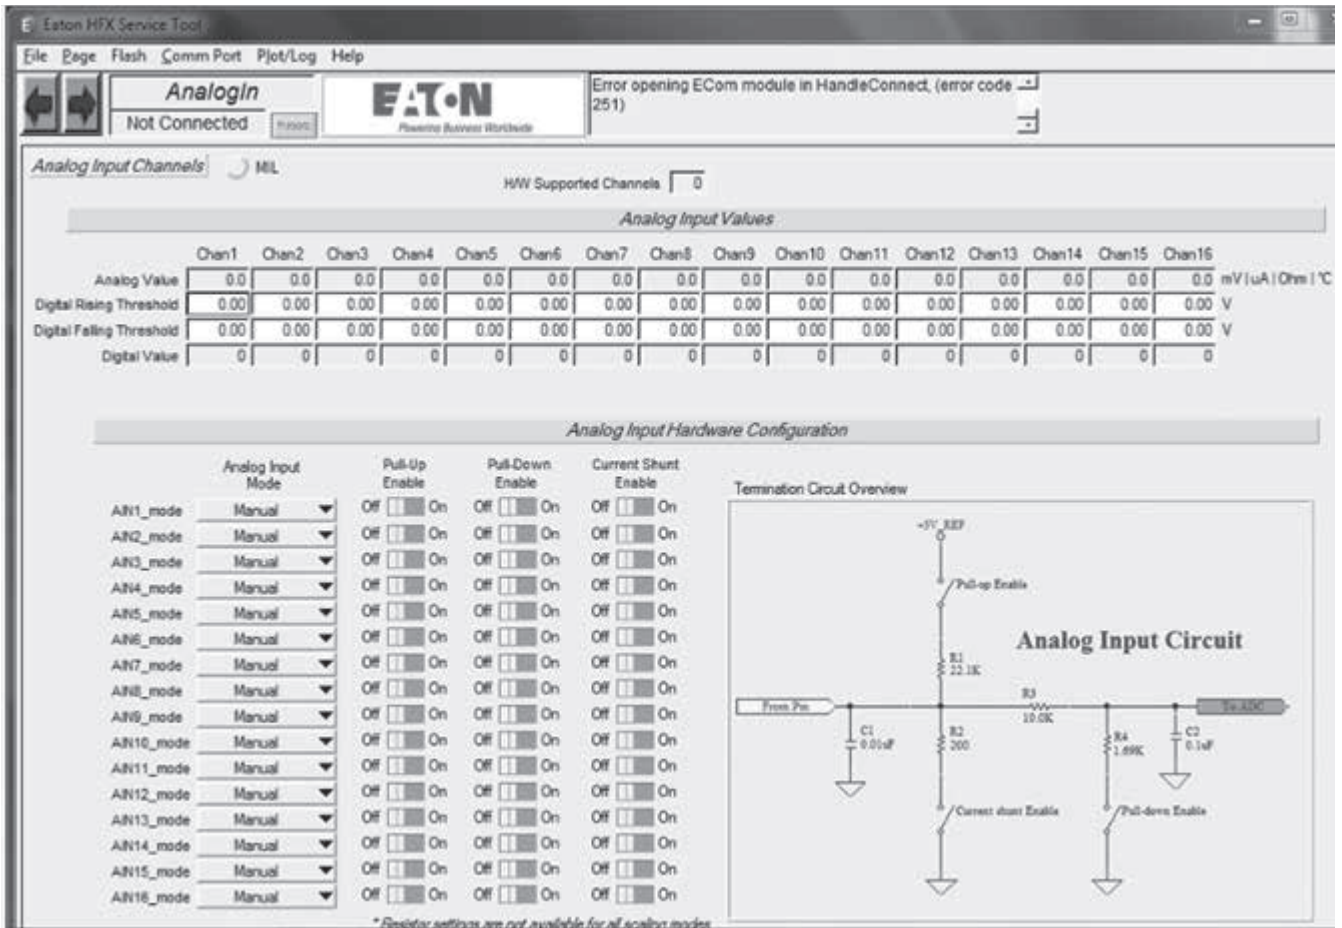 Eaton HFX Service Tool
File Page Flash Comm Port Plot/Log Help
AnalogIn
Not Connected
EATON
Powering Business Worldwide
Error opening ECom module in HandleConnect, (error code
251)
Analog Input Channels MIL
H/W Supported Channels 0
Analog Input Values
Chan1 Chan2 Chan3 Chan4 Chan5 Chan6 Chan7 Chan8 Chan9 Chan10 Chan11 Chan12 Chan13 Chan14 Chan15 Chan16
Analog Value 0.0 0.0 0.0 0.0 0.0 0.0 0.0 0.0 0.0 0.0 0.0 0.0 0.0 0.0 0.0 0.0 mV | uA | Ohm | °C
Digital Rising Threshold 0.00 0.00 0.00 0.00 0.00 0.00 0.00 0.00 0.00 0.00 0.00 0.00 0.00 0.00 0.00 0.00 V
Digital Falling Threshold 0.00 0.00 0.00 0.00 0.00 0.00 0.00 0.00 0.00 0.00 0.00 0.00 0.00 0.00 0.00 0.00 V
Digital Value 0 0 0 0 0 0 0 0 0 0 0 0 0 0 0 0
Analog Input Hardware Configuration
Analog Input Mode
Pull-Up Enable
Pull-Down Enable
Current Shunt Enable
AIN1_mode Manual Off On Off On Off On
AIN2_mode Manual Off On Off On Off On
AIN3_mode Manual Off On Off On Off On
AIN4_mode Manual Off On Off On Off On
AIN5_mode Manual Off On Off On Off On
AIN6_mode Manual Off On Off On Off On
AIN7_mode Manual Off On Off On Off On
AIN8_mode Manual Off On Off On Off On
AIN9_mode Manual Off On Off On Off On
AIN10_mode Manual Off On Off On Off On
AIN11_mode Manual Off On Off On Off On
AIN12_mode Manual Off On Off On Off On
AIN13_mode Manual Off On Off On Off On
AIN14_mode Manual Off On Off On Off On
AIN15_mode Manual Off On Off On Off On
AIN16_mode Manual Off On Off On Off On
* Resistor settings are not available for all scaling modes
Termination Circuit Overview
+5V_REF
Pull-up Enable
Analog Input Circuit
R1
22.1K
From Pin
R3
10.0K
To ADC
C1
0.01uF
R2
200
R4
1.69K
C2
0.1uF
Current shunt Enable
Pull-down Enable